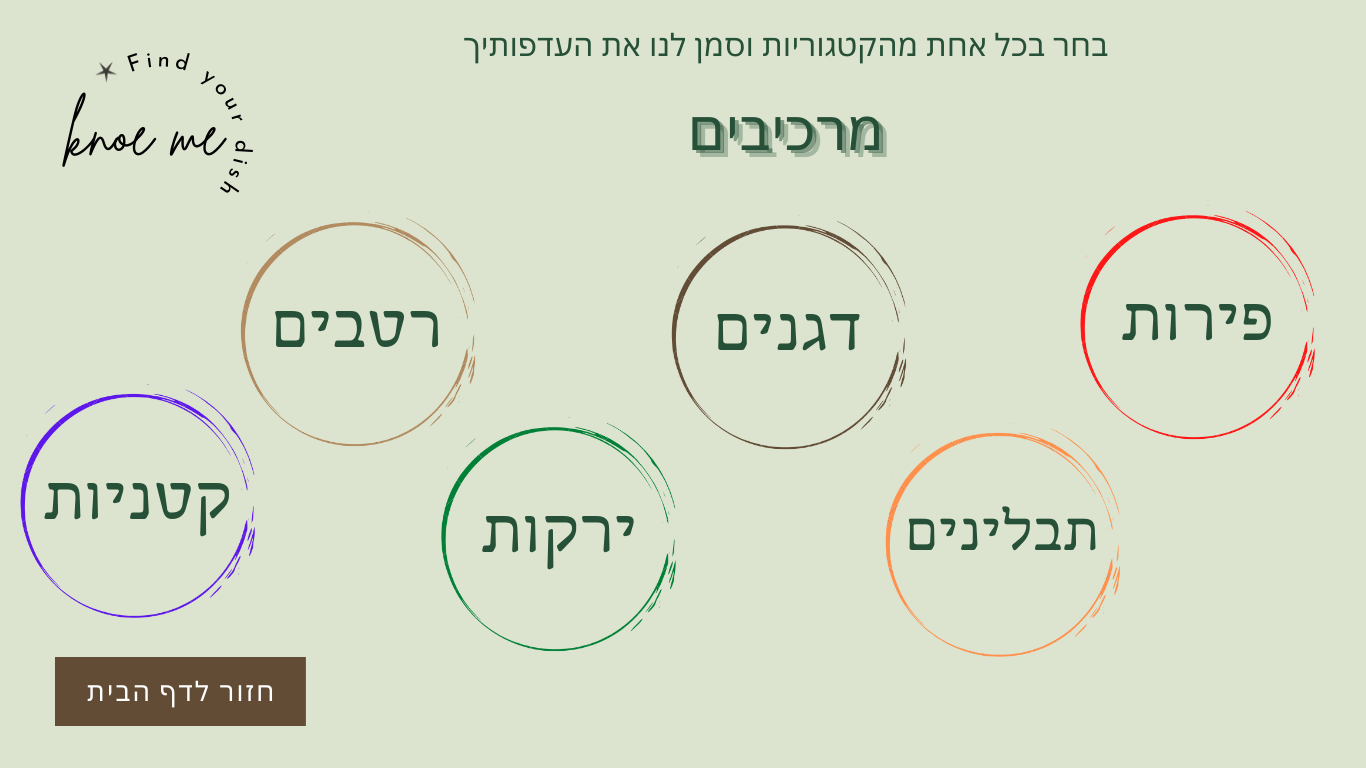 בחר בכל אחת מהקטגוריות וסמן לנו את העדפותיך
Find your dish
knoe me
מרכיבים
פירות
דגנים
רטבים
תבלינים
ירקות
קטניות
חזור לדף הבית